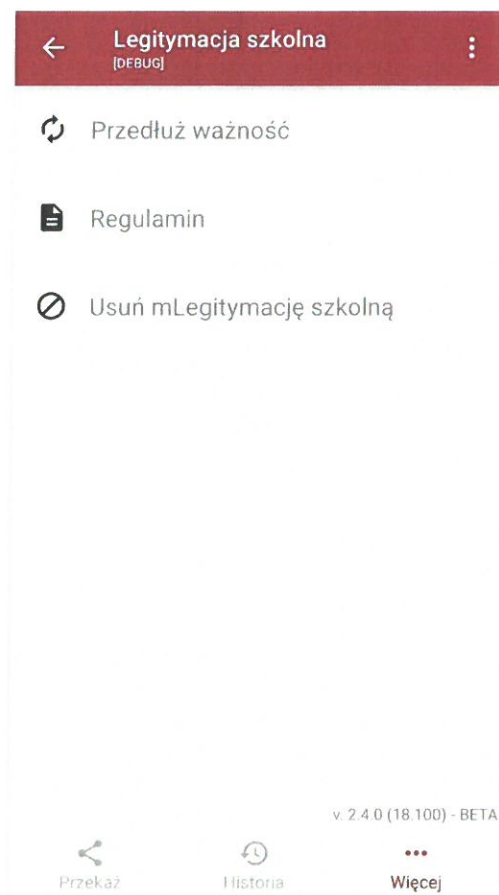 Legitymacja szkolna
[DEBUG]
Przedłuż ważność
Regulamin
Usuń mLegitymację szkolną
v. 2.4.0 (18.100) - BETA
Przekaż
Historia
Więcej